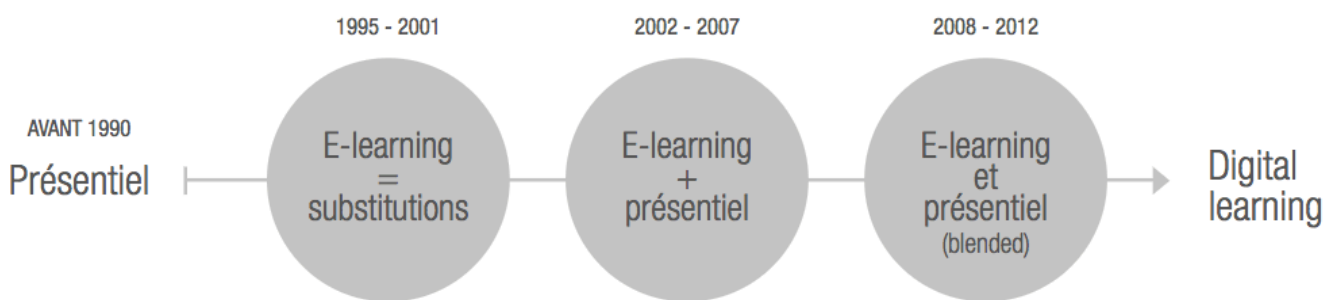 AVANT 1990
Présentiel
1995 - 2001
E-learning
=
substitutions
2002 - 2007
E-learning
+
présentiel
2008 - 2012
E-learning
et
présentiel
(blended)
Digital
learning